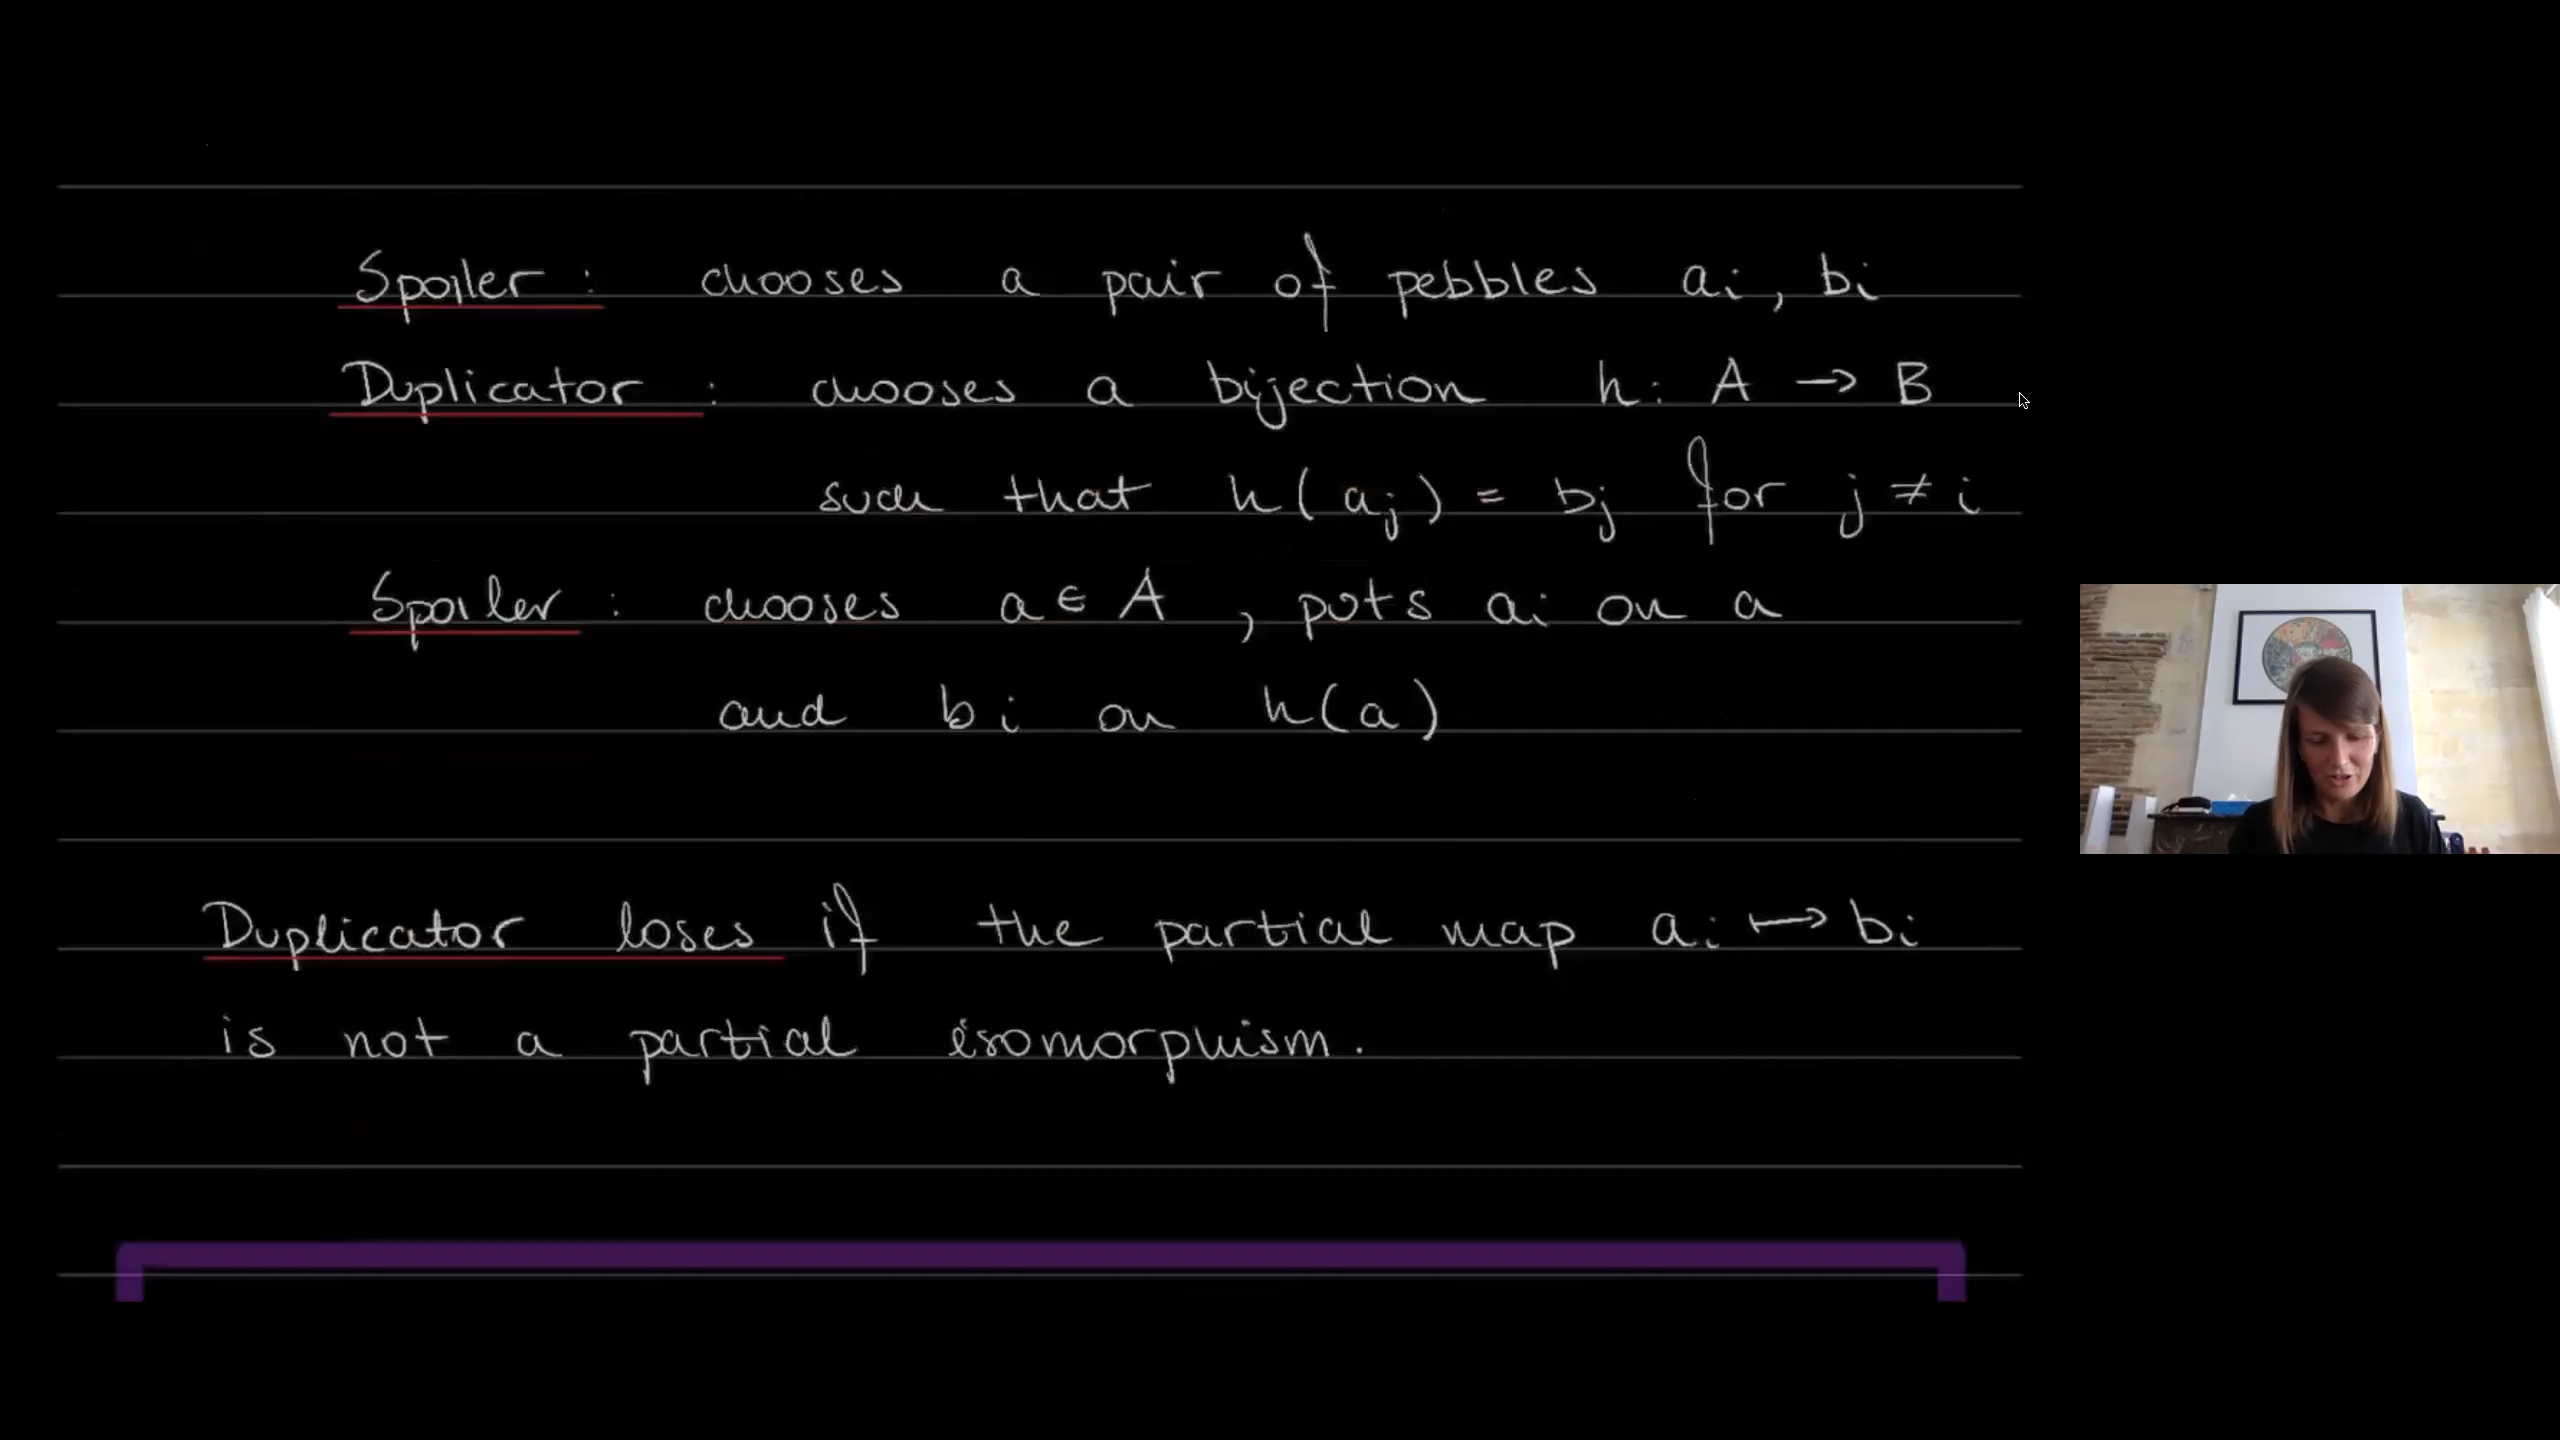 Spoiler : chooses a pair of pebbles ai, bi
Duplicator : chooses a bijection h: A → B
such that h(aj) = bj for j ≠ i
Spoiler : chooses a ∈ A , puts ai on a
and bi on h(a)
Duplicator loses if the partial map ai ↦ bi
is not a partial isomorphism.